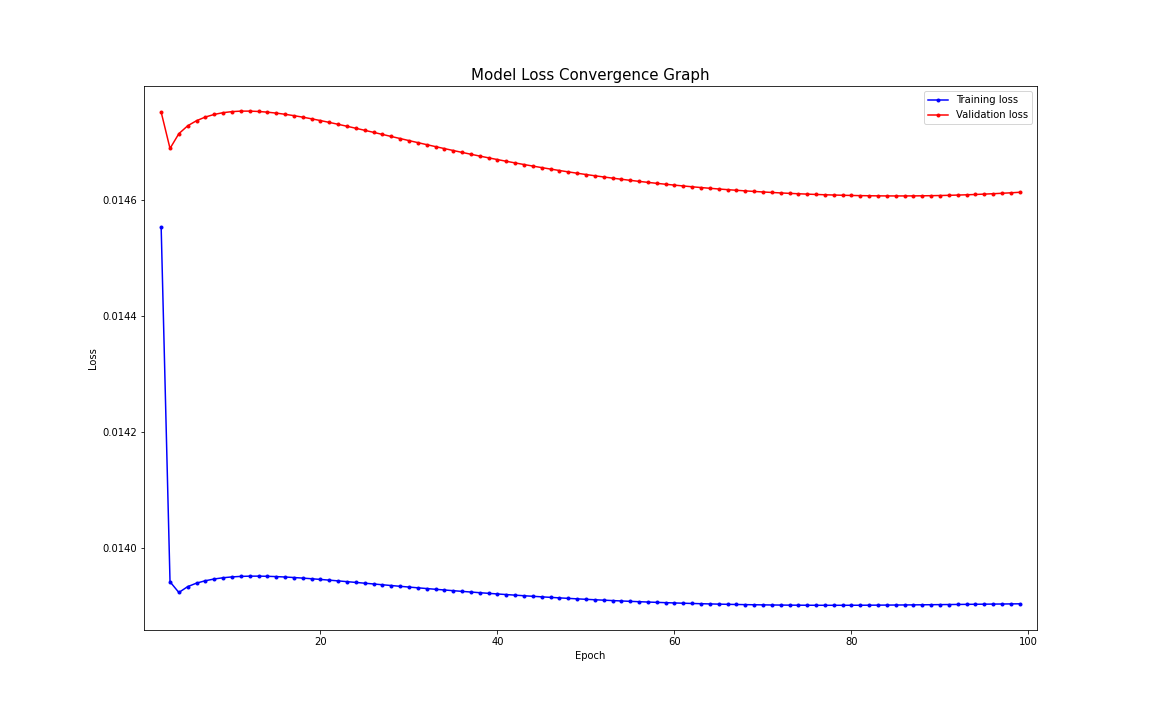 Model Loss Convergence Graph
Training loss
Validation loss
0.0146
0.0144
0.0142
0.0140
Loss
20
40
60
80
100
Epoch